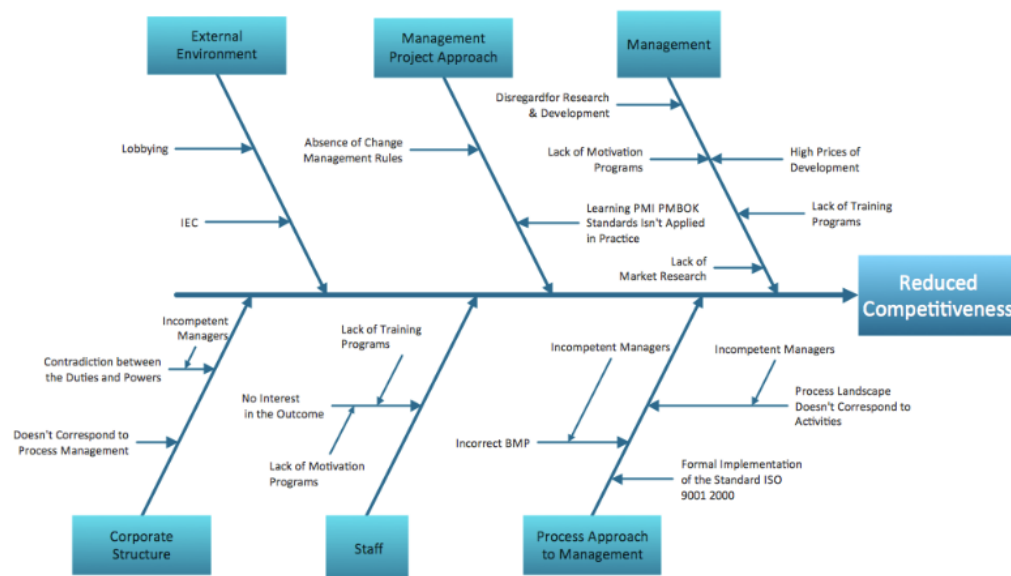 External
Environment
Management
Project Approach
Management
Disregardfor Research
& Development
Lobbying
Absence of Change
Management Rules
Lack of Motivation
Programs
High Prices of
Development
IEC
Learning PMI PMBOK
Standards Isn't Applied
in Practice
Lack of Training
Programs
Lack of
Market Research
Reduced
Competitiveness
Incompetent
Managers
Contradiction between
the Duties and Powers
Doesn't Correspond to
Process Management
Lack of Training
Programs
No Interest
in the Outcome
Lack of Motivation
Programs
Incompetent Managers
Incompetent Managers
Process Landscape
Doesn't Correspond to
Activities
Incorrect BMP
Formal Implementation
of the Standard ISO
9001 2000
Corporate
Structure
Staff
Process Approach
to Management